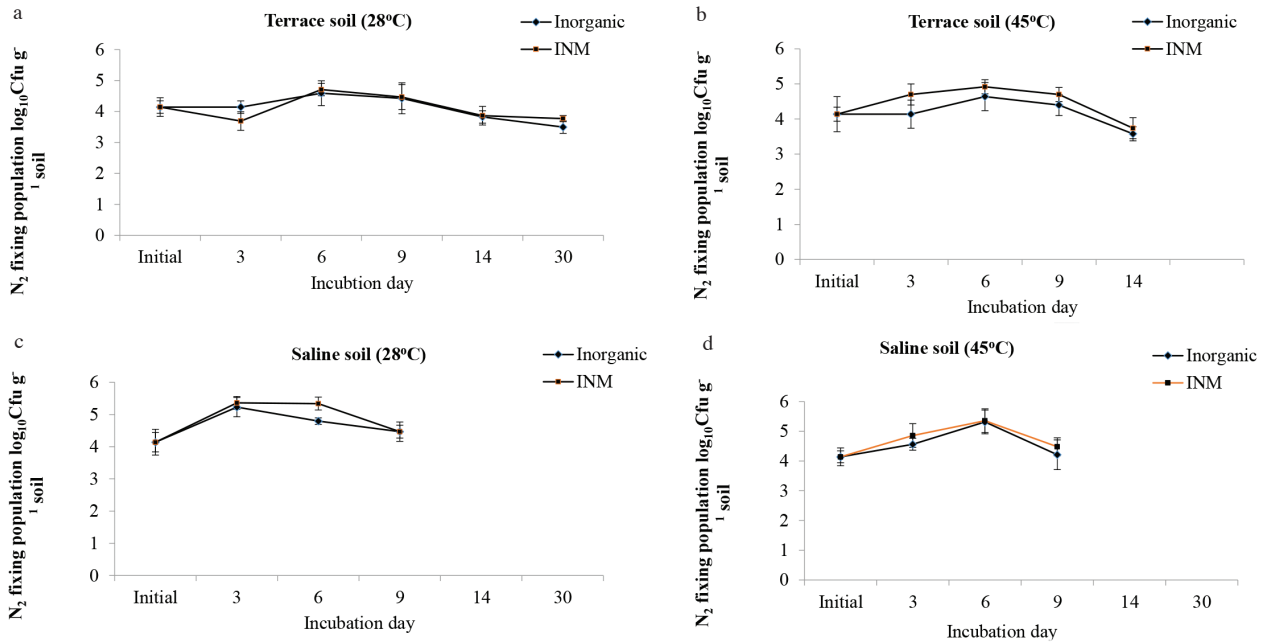 a
Terrace soil (28ºC)
Inorganic
INM
N₂ fixing population log₁₀Cfu g⁻
¹ soil
6
5
4
3
2
1
0
Initial 3 6 9 14 30
Incubtion day
b
Terrace soil (45ºC)
Inorganic
INM
N₂ fixing population log₁₀Cfu g⁻
¹ soil
6
5
4
3
2
1
0
Initial 3 6 9 14
Incubation day
c
Saline soil (28ºC)
Inorganic
INM
N₂ fixing population log₁₀Cfu g⁻
¹ soil
6
5
4
3
2
1
0
Initial 3 6 9 14 30
Incubation day
d
Saline soil (45ºC)
Inorganic
INM
N₂ fixing population log₁₀Cfu g⁻
¹ soil
6
5
4
3
2
1
0
Initial 3 6 9 14 30
Incubation day